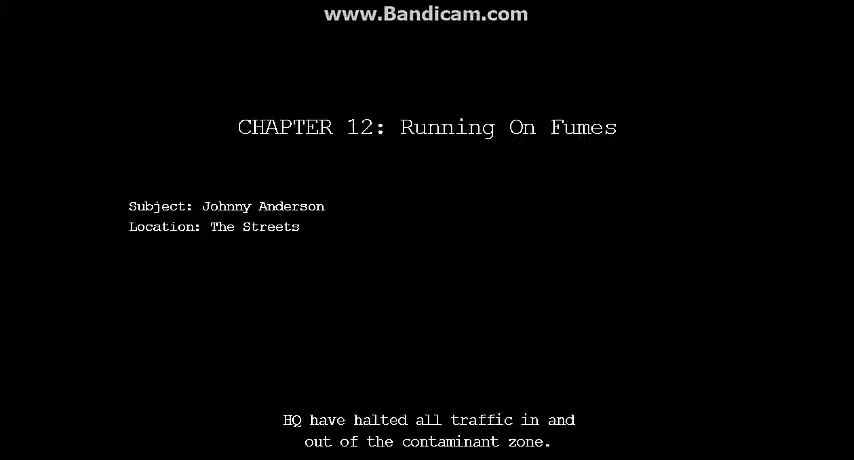 www.Bandicam.com
CHAPTER 12: Running On Fumes
Subject: Johnny Anderson
Location: The Streets
HQ have halted all traffic in and
out of the contaminant zone.